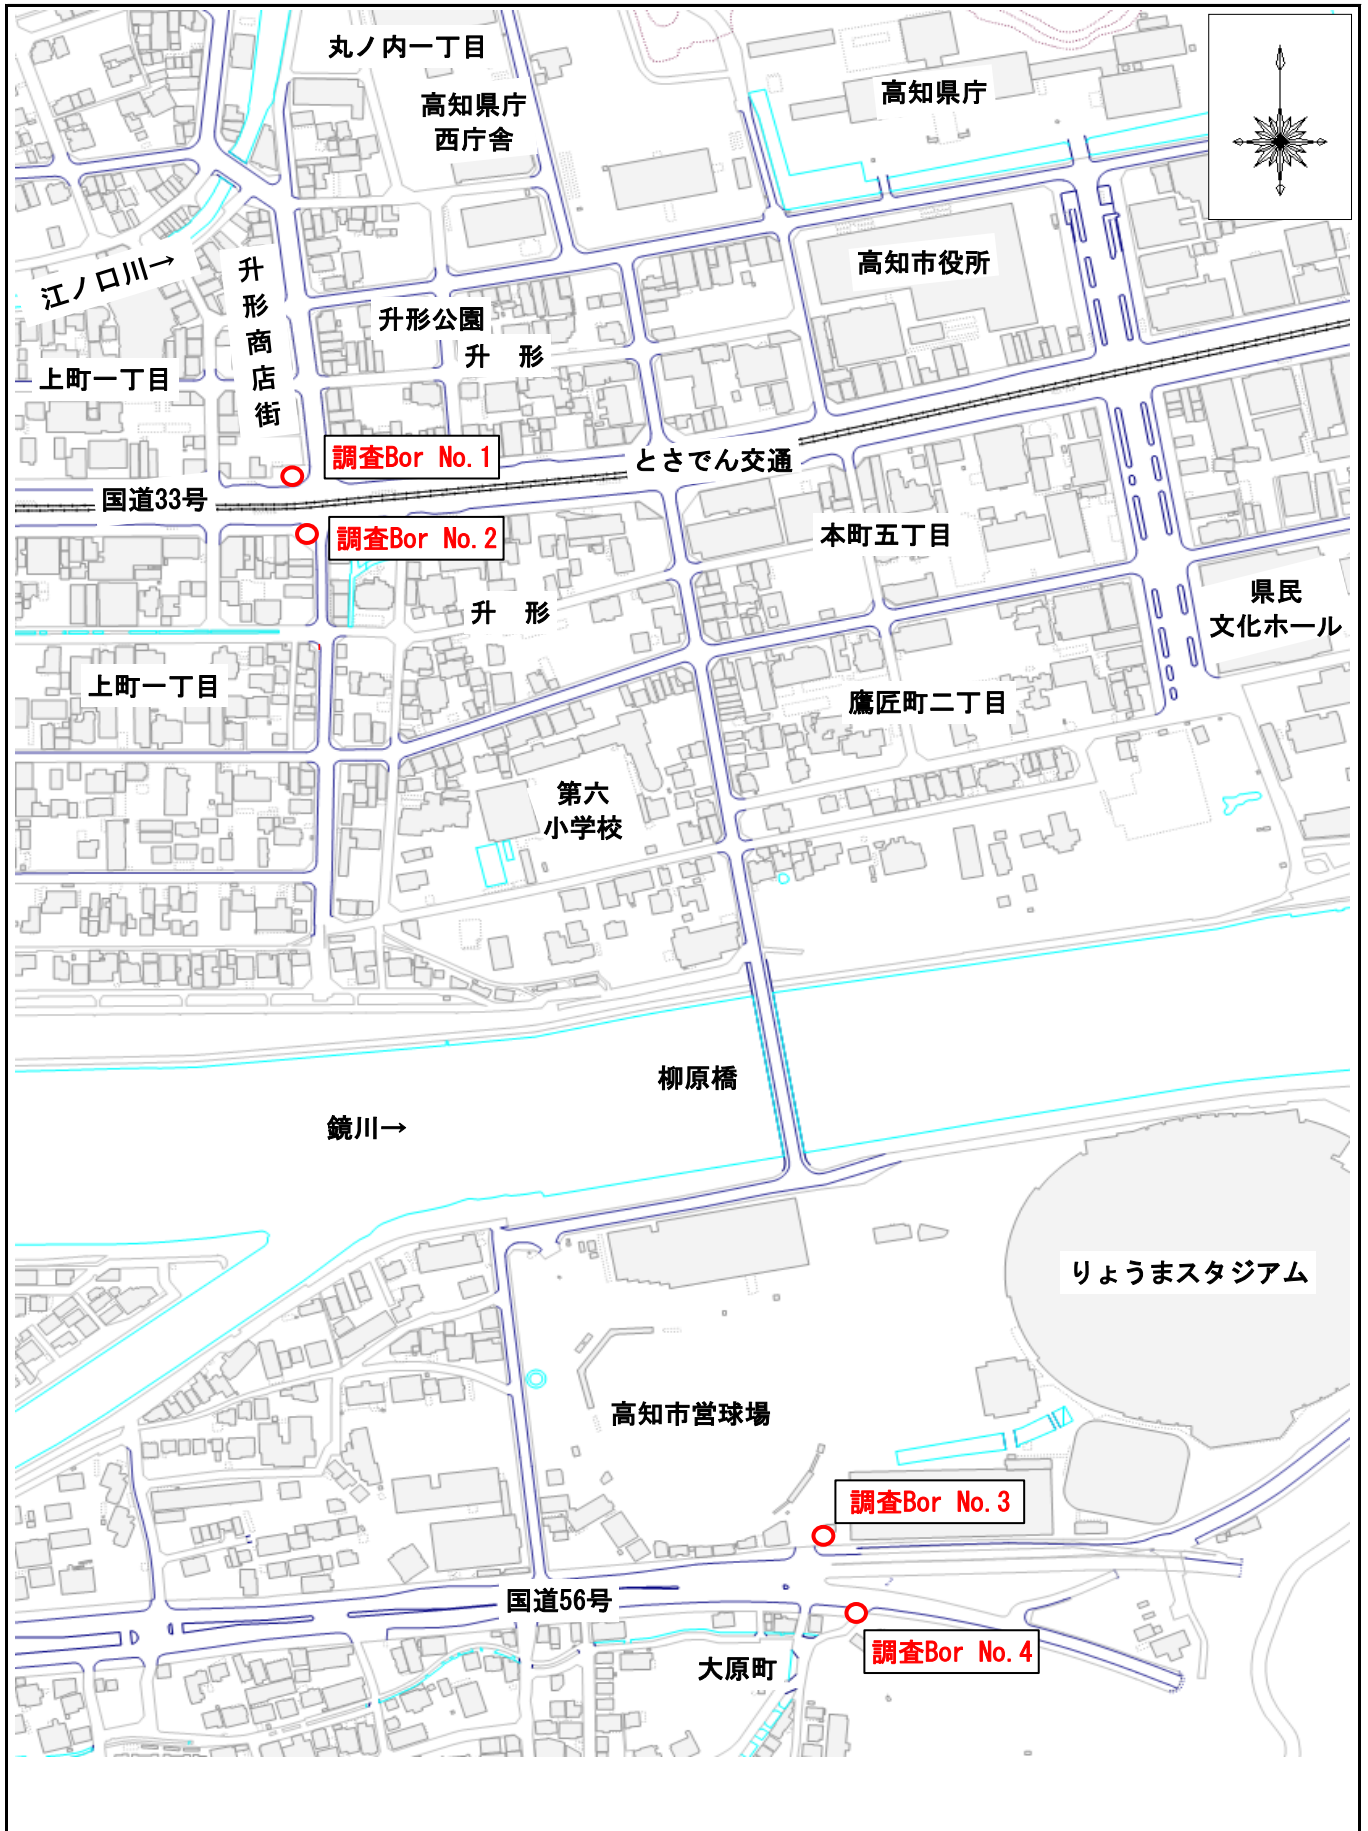 丸ノ内一丁目
高知県庁
西庁舎
高知県庁
江ノ口川→
升形商店街
高知市役所
升形公園
升 形
上町一丁目
調査Bor No.1
とさでん交通
国道33号
調査Bor No.2
本町五丁目
県民
文化ホール
升 形
上町一丁目
鷹匠町二丁目
第六
小学校
柳原橋
鏡川→
りょうまスタジアム
高知市営球場
調査Bor No.3
国道56号
調査Bor No.4
大原町